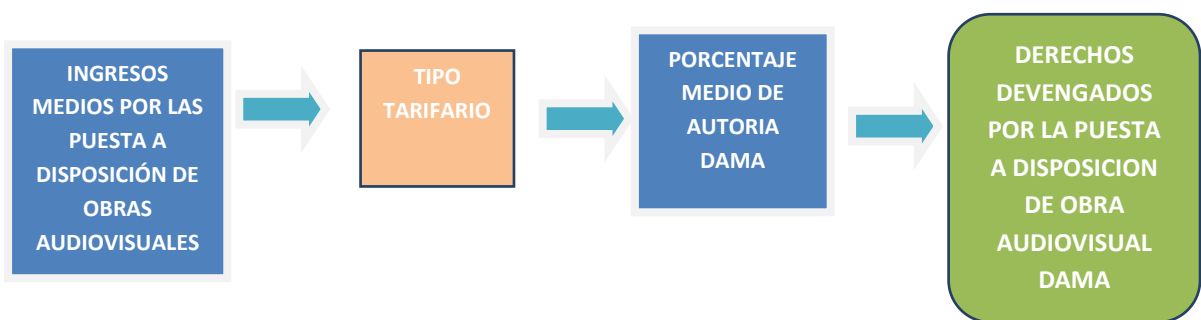 INGRESOS
MEDIOS POR LAS
PUESTA A
DISPOSICIÓN DE
OBRAS
AUDIOVISUALES
TIPO
TARIFARIO
PORCENTAJE
MEDIO DE
AUTORIA
DAMA
DERECHOS
DEVENGADOS
POR LA PUESTA
A DISPOSICION
DE OBRA
AUDIOVISUAL
DAMA